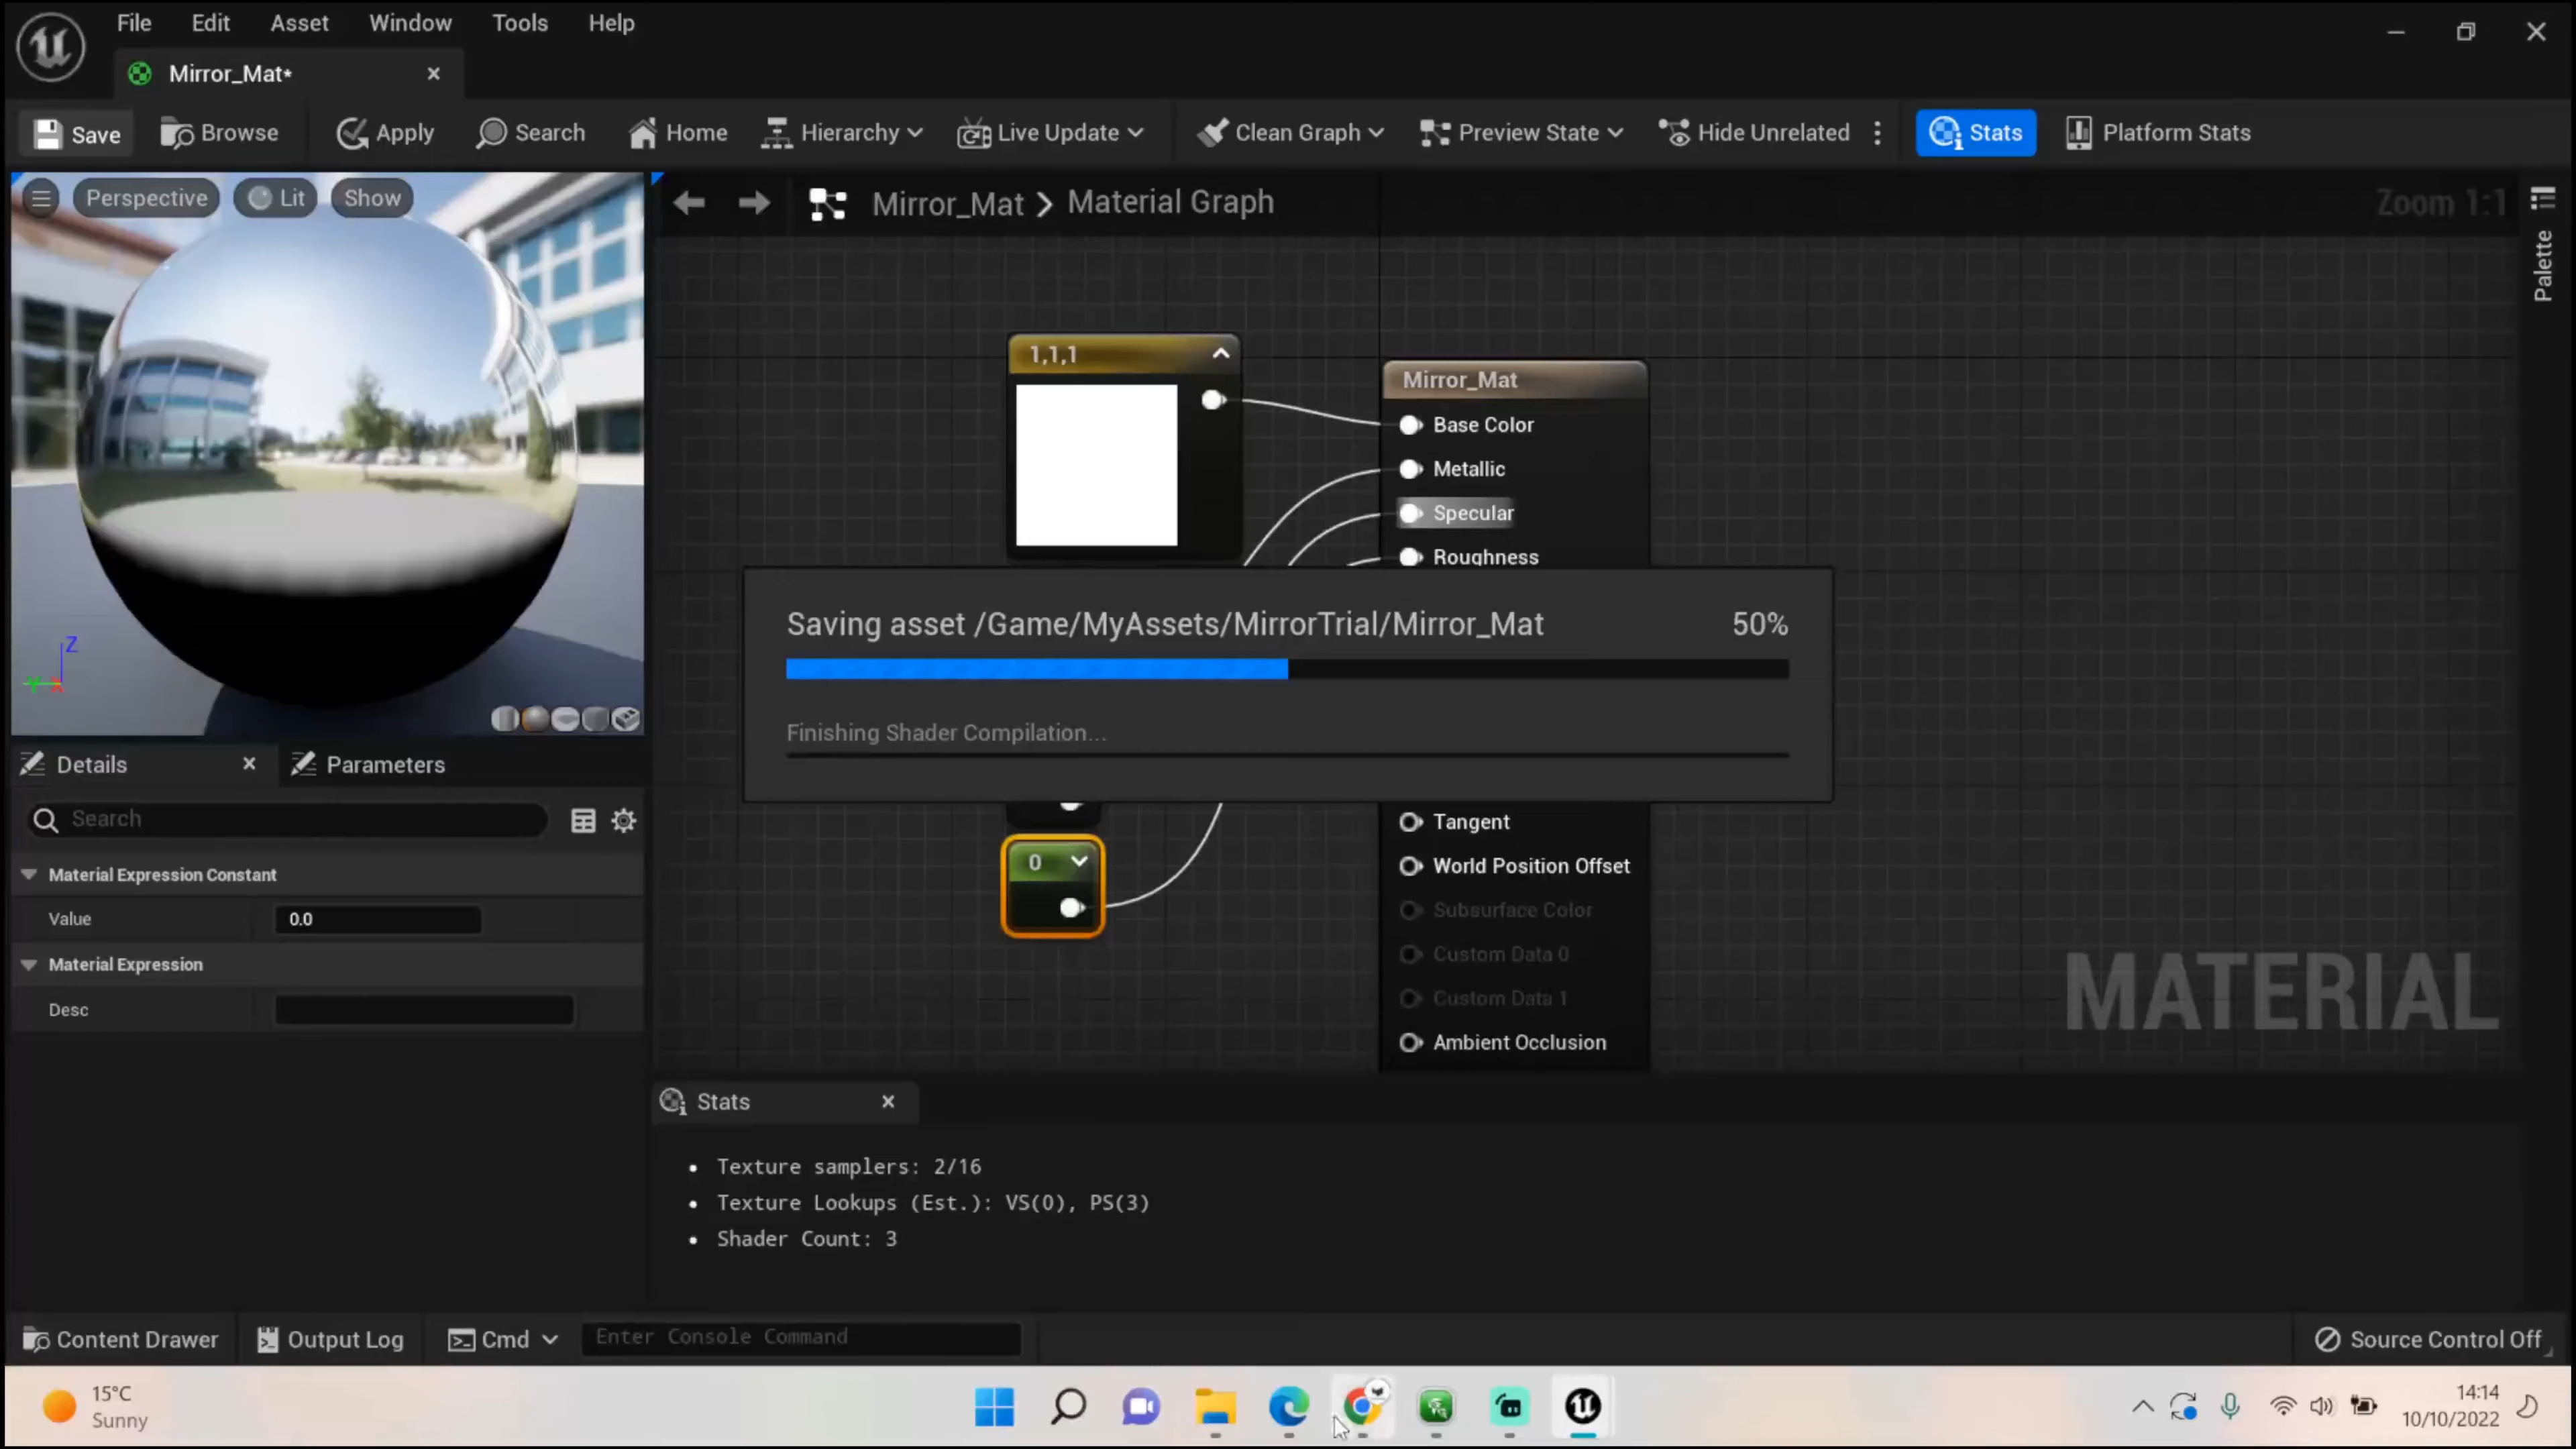 File Edit Asset Window Tools Help
Mirror_Mat*
Save Browse Apply Search Home Hierarchy Live Update Clean Graph Preview State Hide Unrelated Stats Platform Stats
Perspective Lit Show
Mirror_Mat > Material Graph
Zoom 1:1
Palette
1,1,1
Mirror_Mat
Base Color
Metallic
Specular
Roughness
Saving asset /Game/MyAssets/MirrorTrial/Mirror_Mat 50%
Finishing Shader Compilation...
Z
Details Parameters
Search
Material Expression Constant
Value 0.0
Material Expression
Desc
0
Tangent
World Position Offset
Subsurface Color
Custom Data 0
Custom Data 1
Ambient Occlusion
MATERIAL
Stats
• Texture samplers: 2/16
• Texture Lookups (Est.): VS(0), PS(3)
• Shader Count: 3
Content Drawer Output Log Cmd Enter Console Command Source Control Off
15°C
Sunny
14:14
10/10/2022